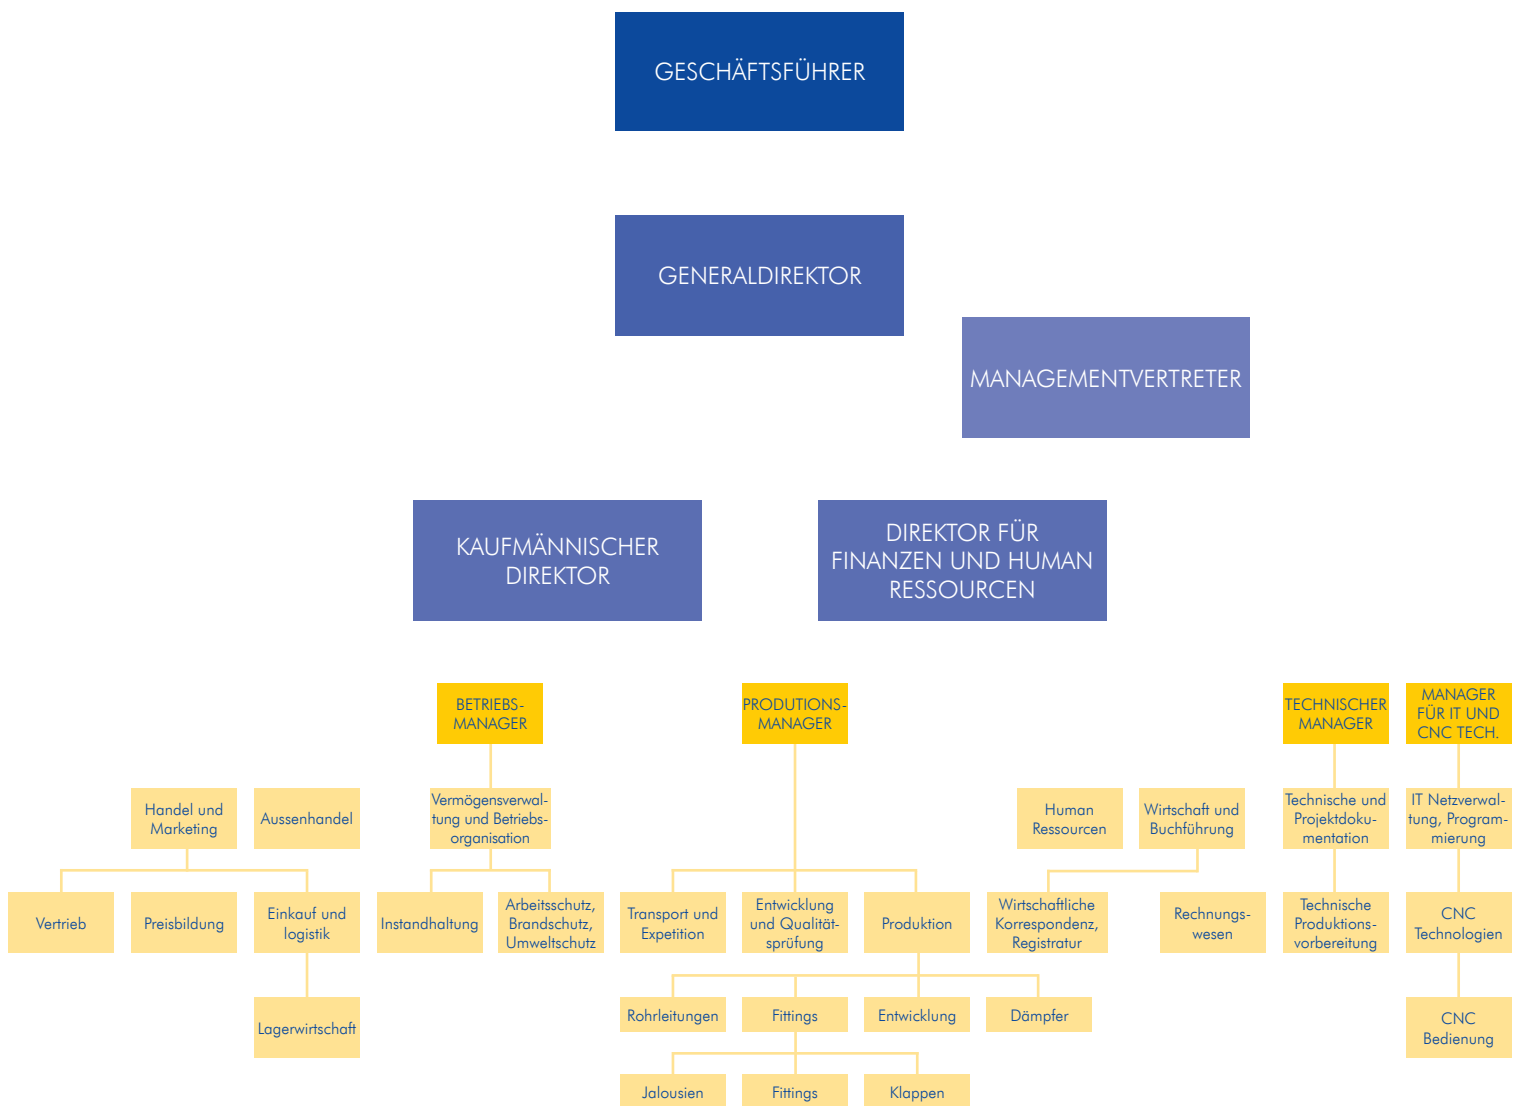 GESCHÄFTSFÜHRER
GENERALDIREKTOR
MANAGEMENTVERTRETER
KAUFMÄNNISCHER
DIREKTOR
DIREKTOR FÜR
FINANZEN UND HUMAN
RESSOURCEN
BETRIEBS-
MANAGER
PRODUTIONS-
MANAGER
TECHNISCHER
MANAGER
MANAGER
FÜR IT UND
CNC TECH.
Handel und
Marketing
Aussenhandel
Vermögensverwal-
tung und Betriebs-
organisation
Human
Ressourcen
Wirtschaft und
Buchführung
Technische und
Projektdoku-
mentation
IT Netzverwal-
tung, Program-
mierung
Vertrieb
Preisbildung
Einkauf und
logistik
Instandhaltung
Arbeitsschutz,
Brandschutz,
Umweltschutz
Transport und
Expetition
Entwicklung
und Qualität-
sprüfung
Produktion
Wirtschaftliche
Korrespondenz,
Registratur
Rechnungs-
wesen
Technische
Produktions-
vorbereitung
CNC
Technologien
Lagerwirtschaft
Rohrleitungen
Fittings
Entwicklung
Dämpfer
CNC
Bedienung
Jalousien
Fittings
Klappen